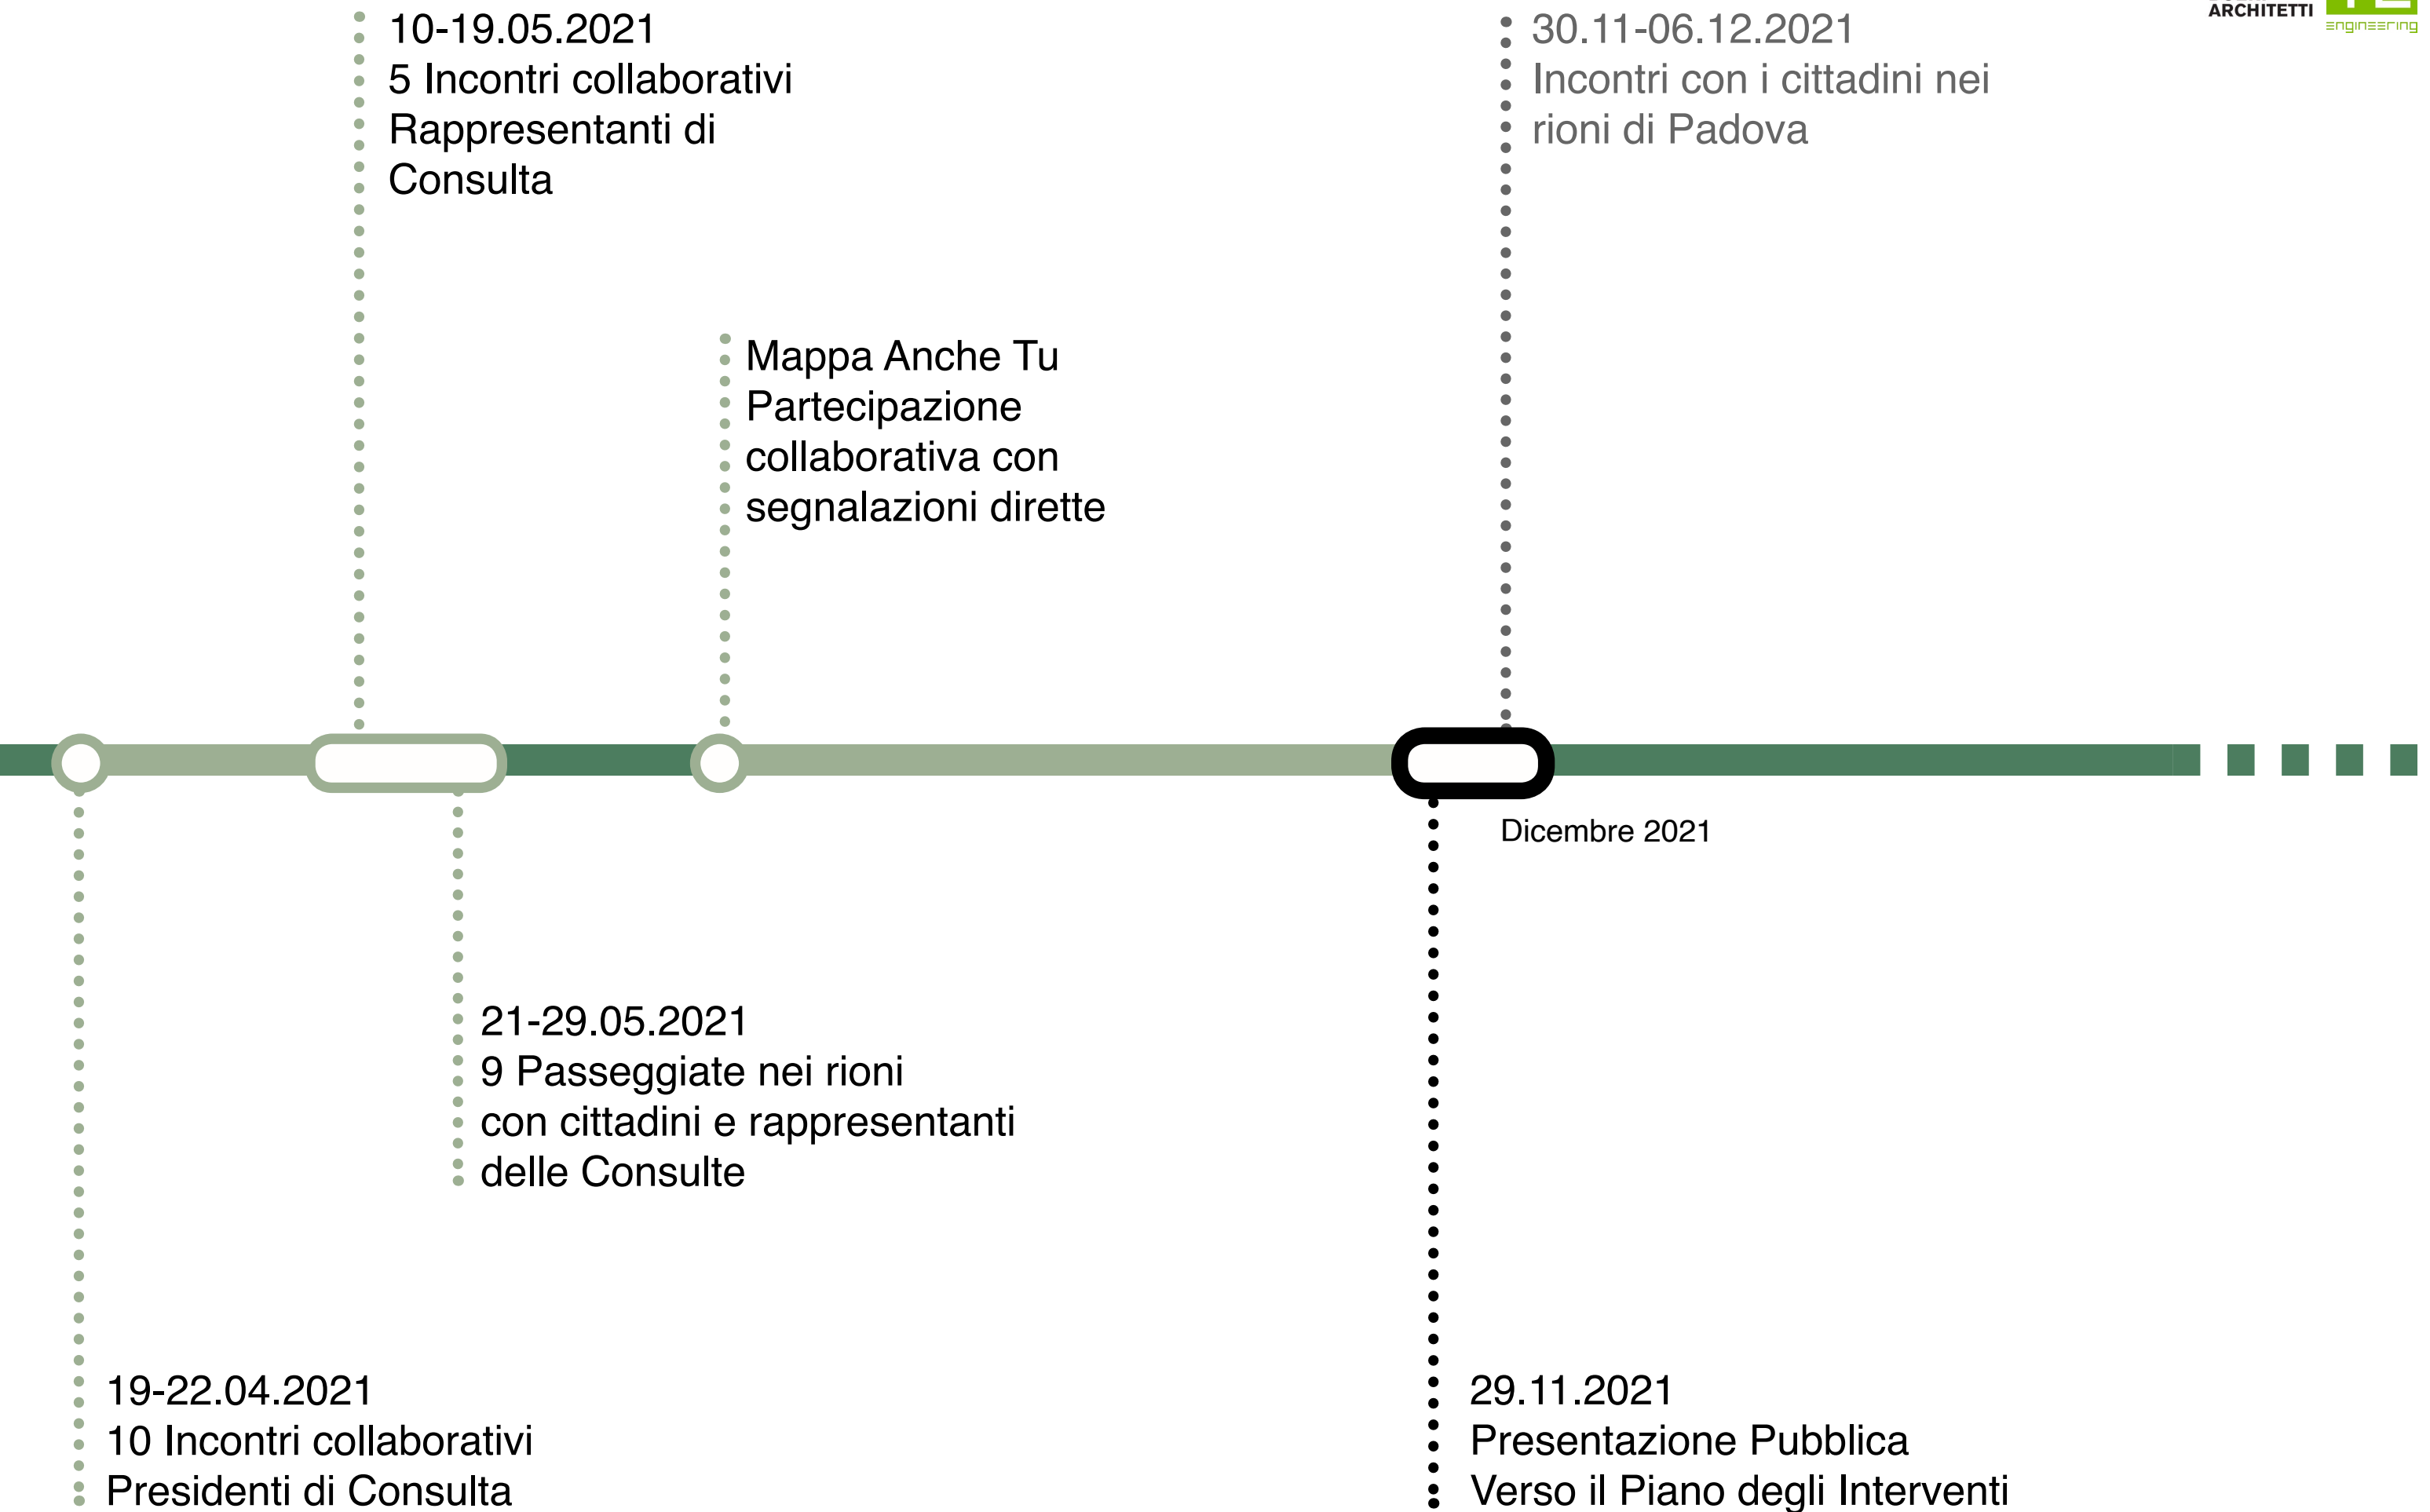 ARCHITETTI
engineering
10-19.05.2021
5 Incontri collaborativi
Rappresentanti di
Consulta
30.11-06.12.2021
Incontri con i cittadini nei
rioni di Padova
Mappa Anche Tu
Partecipazione
collaborativa con
segnalazioni dirette
Dicembre 2021
21-29.05.2021
9 Passeggiate nei rioni
con cittadini e rappresentanti
delle Consulte
19-22.04.2021
10 Incontri collaborativi
Presidenti di Consulta
29.11.2021
Presentazione Pubblica
Verso il Piano degli Interventi